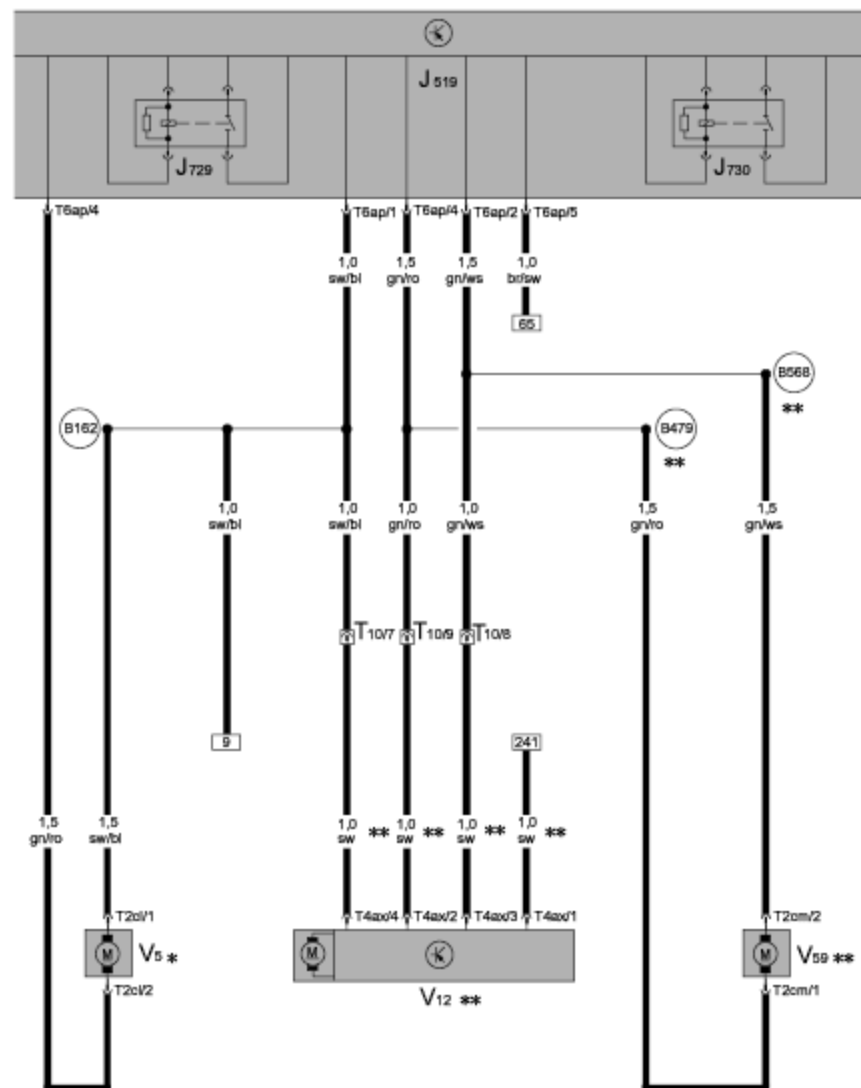 J519
J729
J730
T6ap/4
T6ap/1
T6ap/4
T6ap/2
T6ap/5
1,0
sw/bl
1,5
gn/ro
1,5
gn/ws
1,0
br/sw
65
B568
**
B162
B479
**
1,0
sw/bl
1,0
sw/bl
1,0
gn/ro
1,0
gn/ws
1,5
gn/ro
1,5
gn/ws
T10/7
T10/9
T10/8
9
241
1,5
gn/ro
1,5
sw/bl
1,0
sw **
1,0
sw **
1,0
sw **
1,0
sw **
T2cl/1
T4ax/4
T4ax/2
T4ax/3
T4ax/1
T2cm/2
M
V5 *
M
M
V59 **
T2cl/2
V12 **
T2cm/1